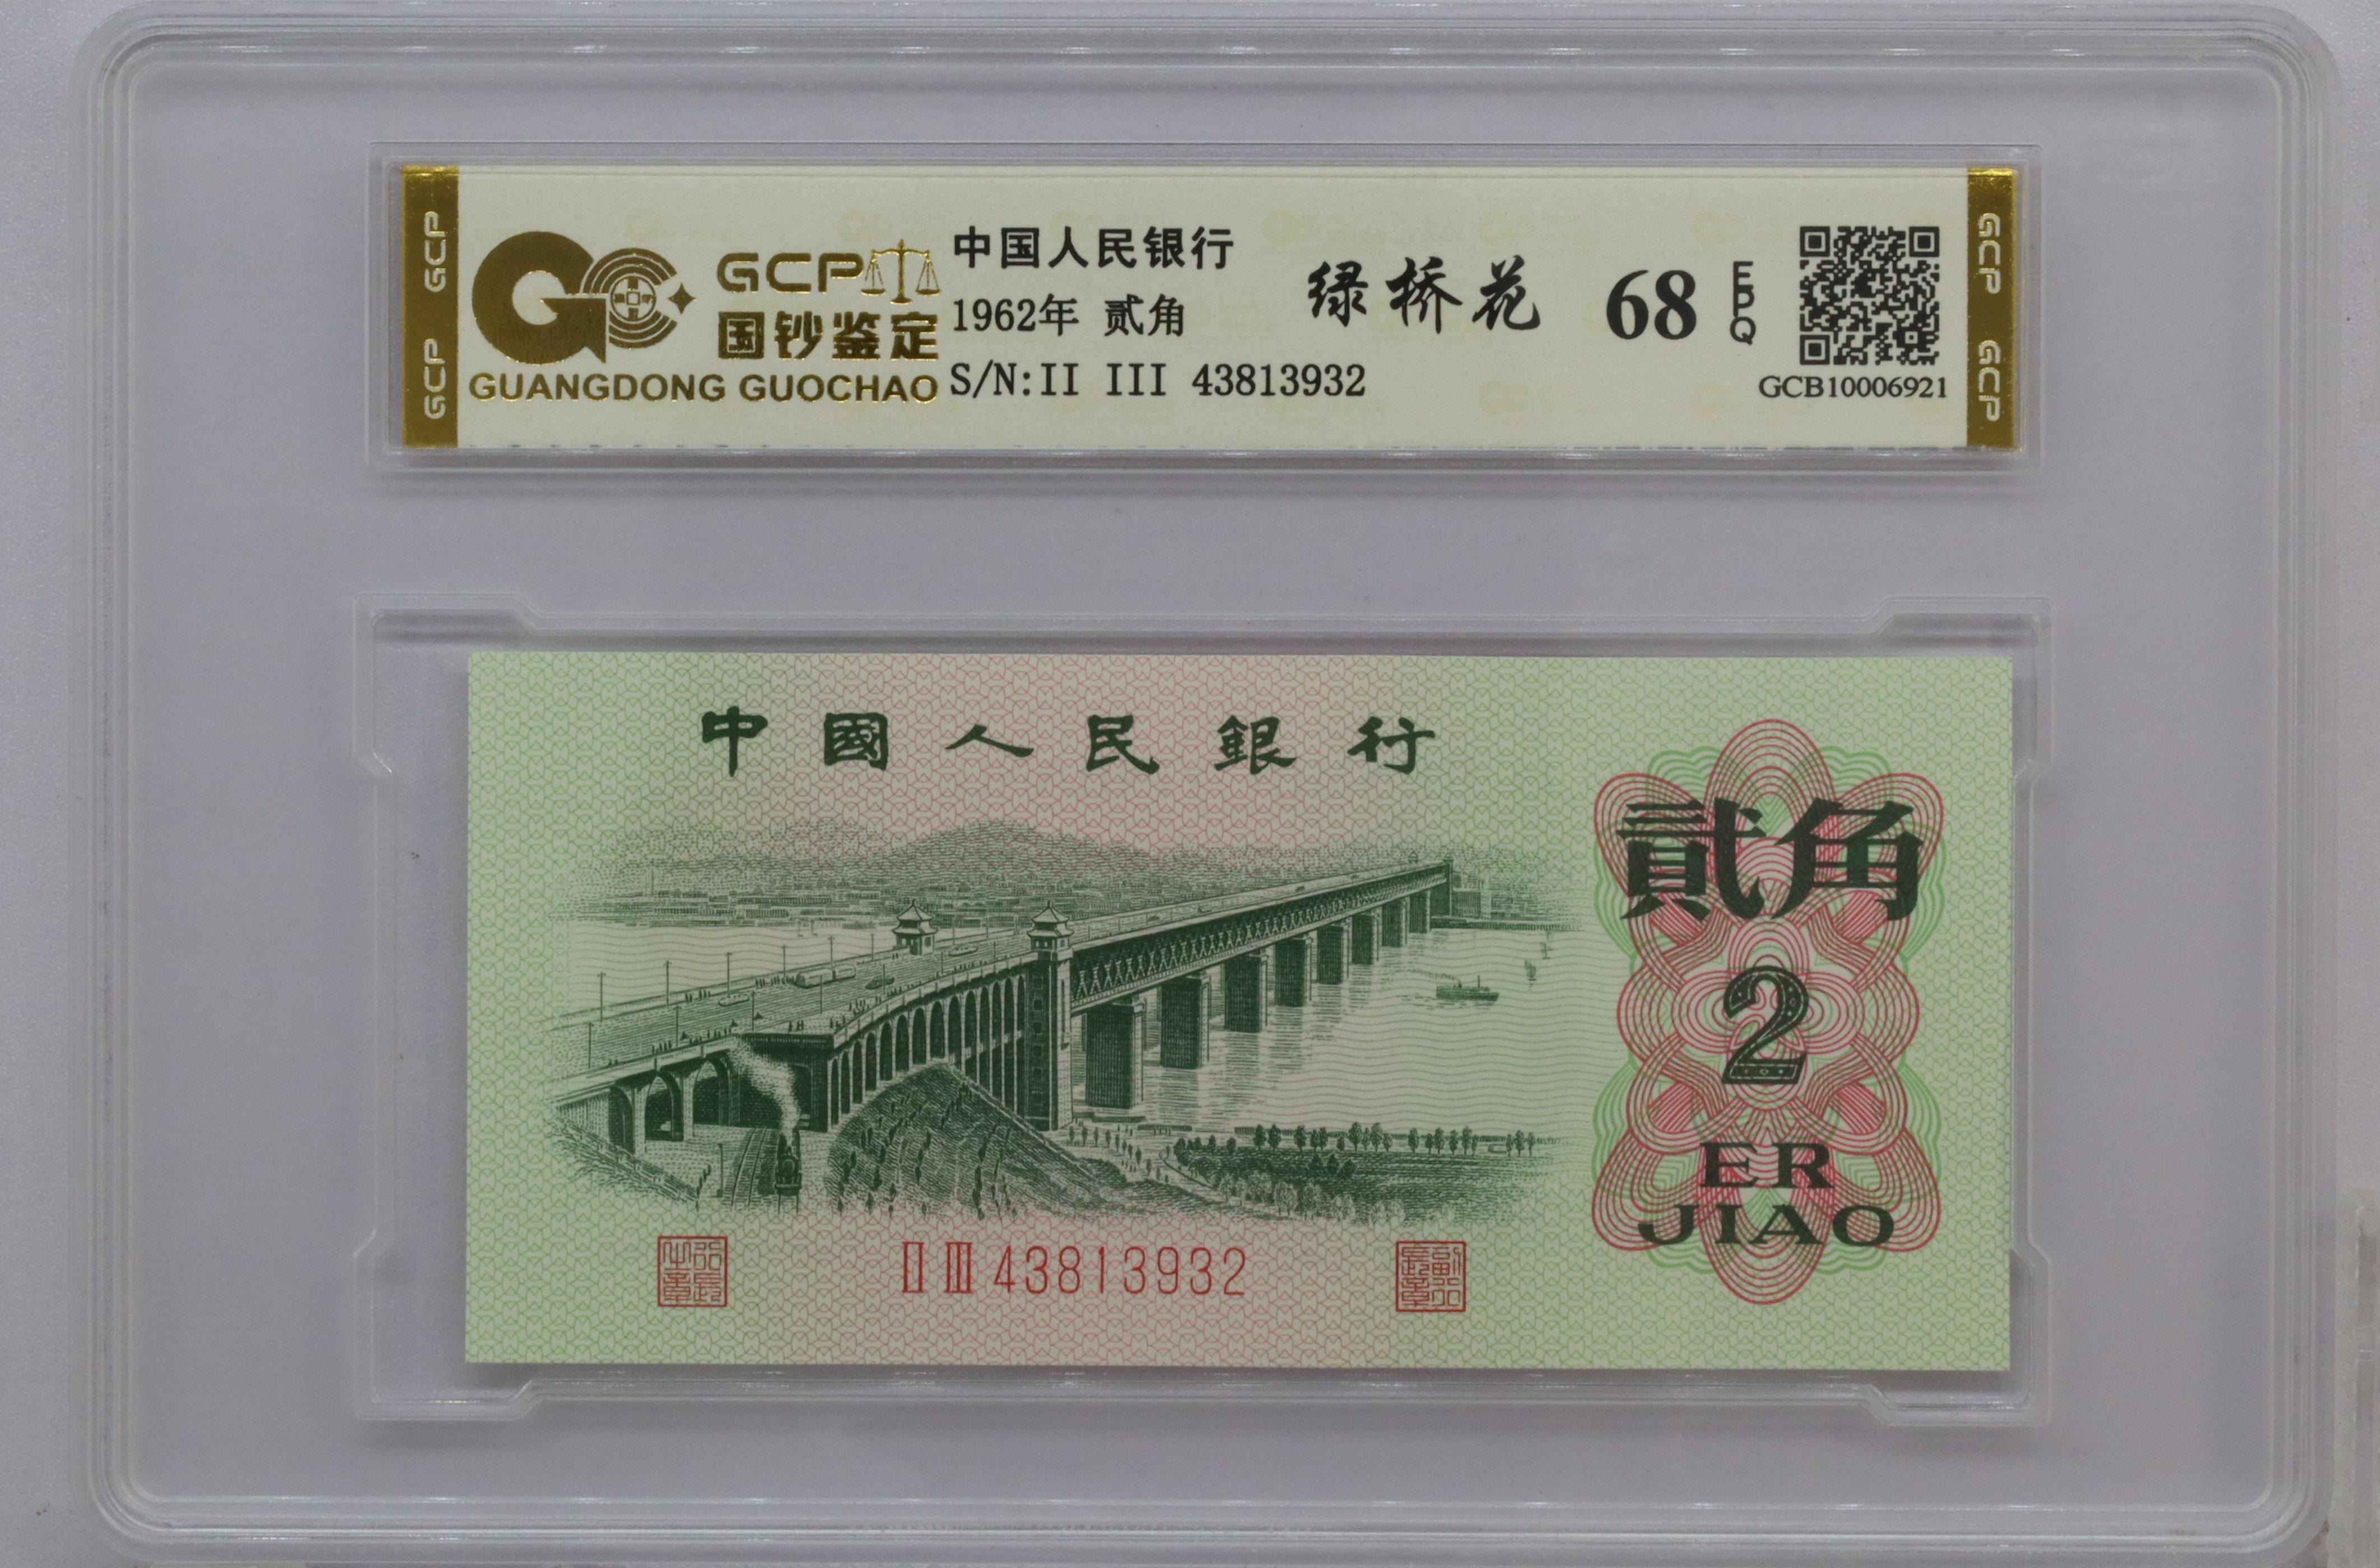 GCP
GCP
GCP
国钞鉴定
GUANGDONG GUOCHAO
中国人民银行
1962年 贰角
S/N:II III 43813932
绿桥花
68
EPQ
GCB10006921
GCP
GCP
中國人民銀行
貳角
2
ER
JIAO
II III 43813932